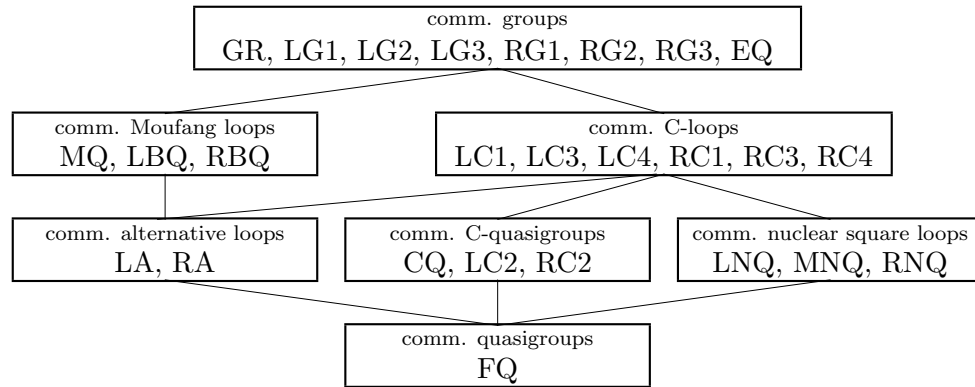 comm. groups
GR, LG1, LG2, LG3, RG1, RG2, RG3, EQ
comm. Moufang loops
MQ, LBQ, RBQ
comm. C-loops
LC1, LC3, LC4, RC1, RC3, RC4
comm. alternative loops
LA, RA
comm. C-quasigroups
CQ, LC2, RC2
comm. nuclear square loops
LNQ, MNQ, RNQ
comm. quasigroups
FQ